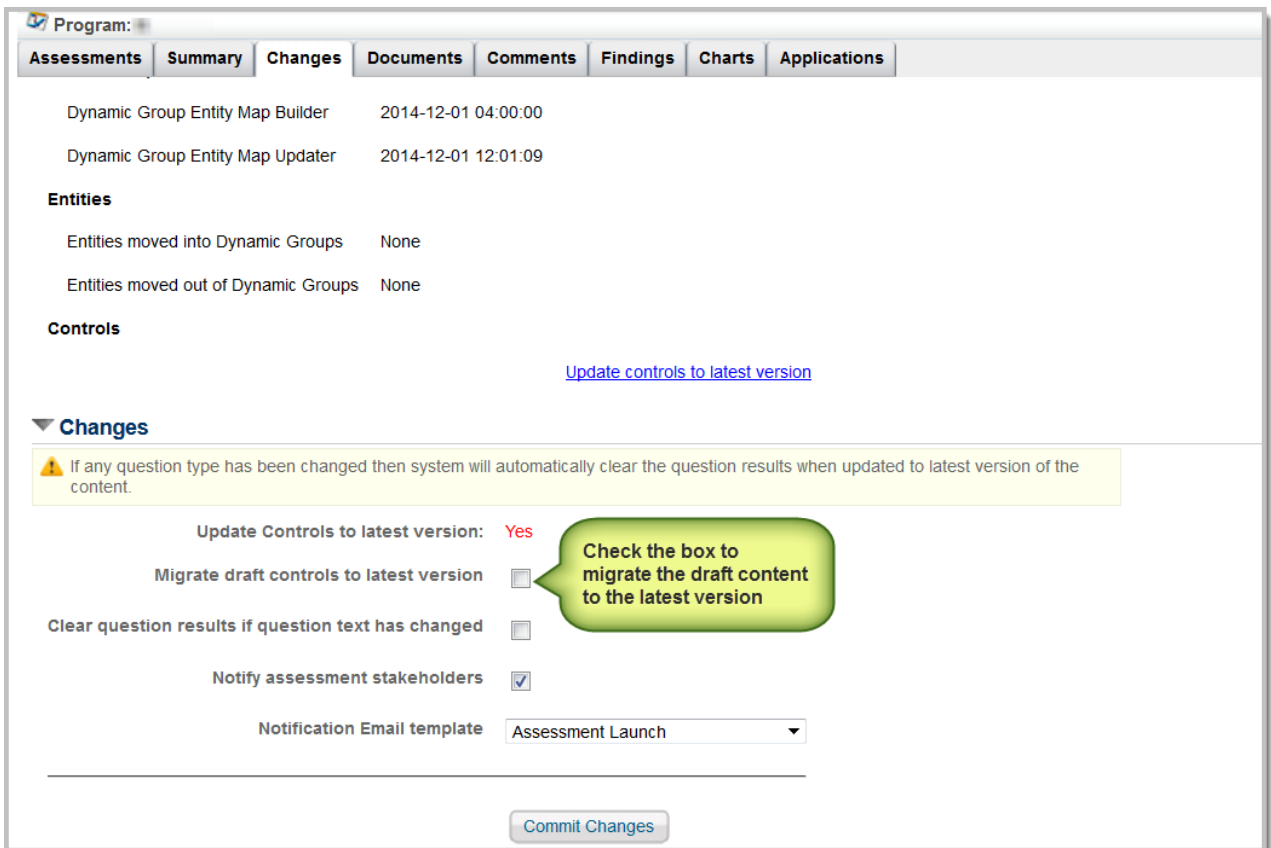 Program:
Assessments Summary Changes Documents Comments Findings Charts Applications
Dynamic Group Entity Map Builder 2014-12-01 04:00:00
Dynamic Group Entity Map Updater 2014-12-01 12:01:09
Entities
Entities moved into Dynamic Groups None
Entities moved out of Dynamic Groups None
Controls
Update controls to latest version
Changes
If any question type has been changed then system will automatically clear the question results when updated to latest version of the
content.
Update Controls to latest version: Yes
Check the box to
migrate the draft content
to the latest version
Migrate draft controls to latest version
Clear question results if question text has changed
Notify assessment stakeholders
Notification Email template Assessment Launch
Commit Changes